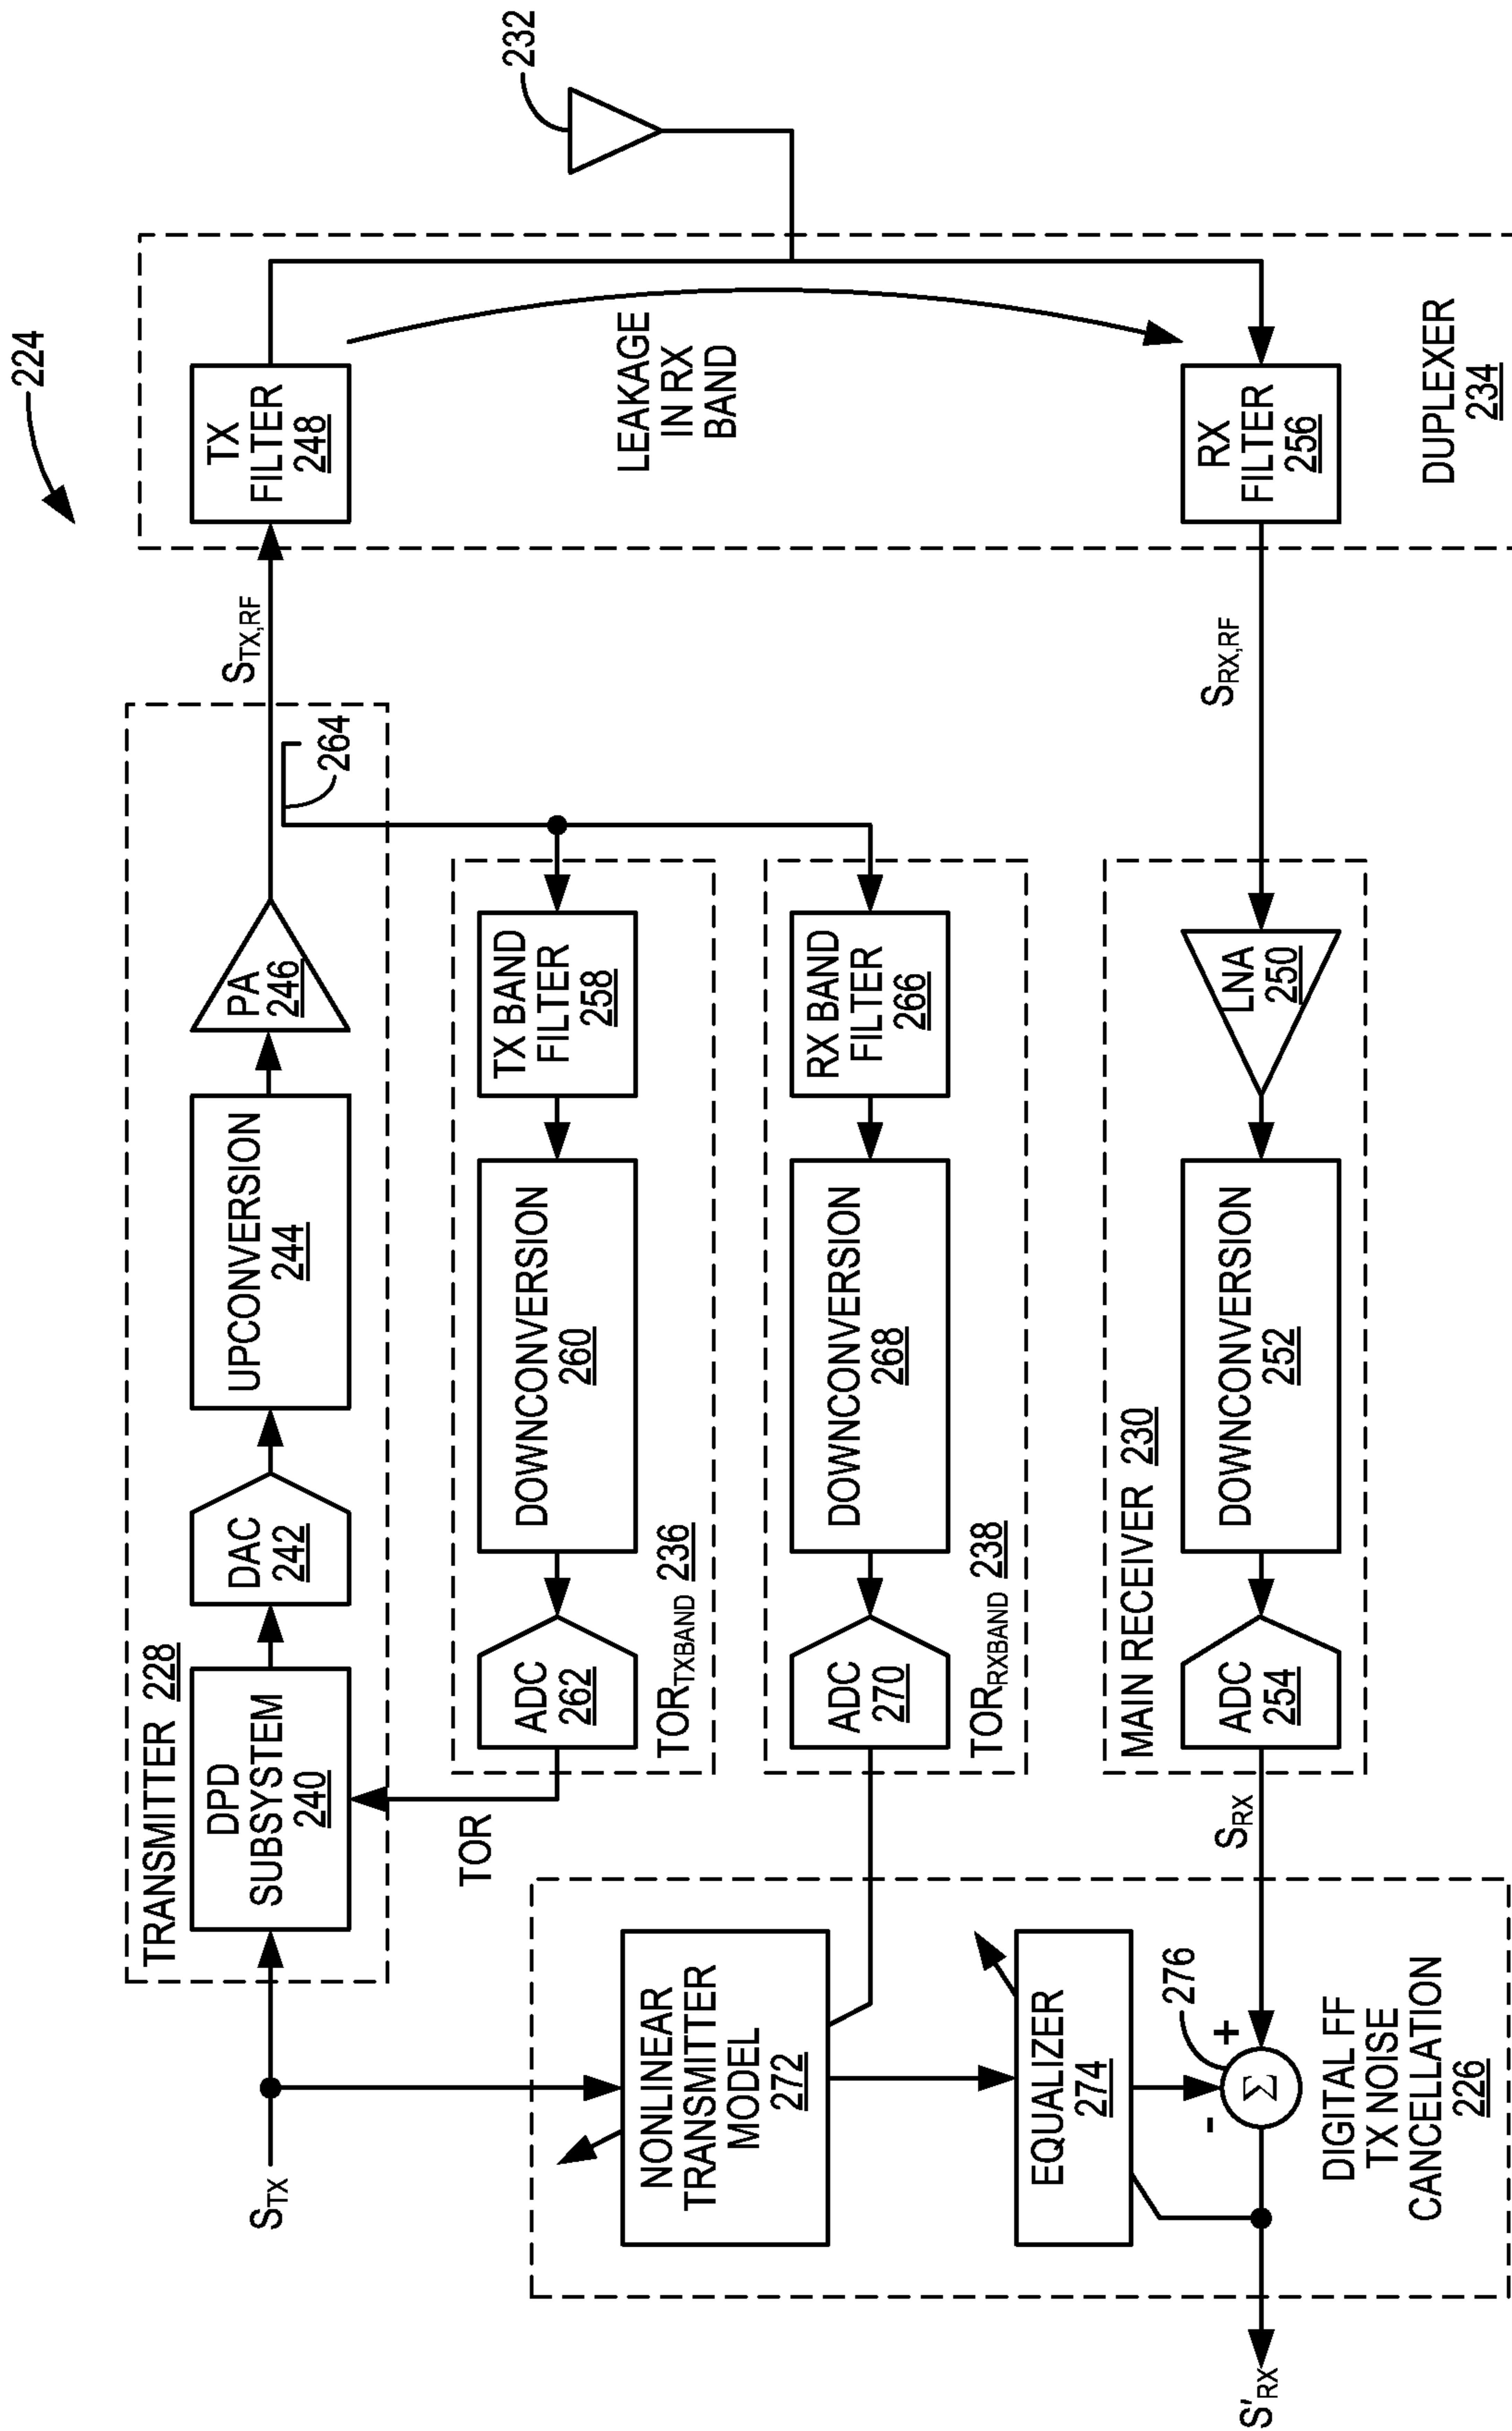 224
232
S_TX
TRANSMITTER 228
DPD
SUBSYSTEM
240
DAC
242
UPCONVERSION
244
PA
246
S_TX,RF
264
TX
FILTER
248
LEAKAGE
IN RX
BAND
RX
FILTER
256
DUPLEXER
234
TOR
ADC
262
DOWNCONVERSION
260
TX BAND
FILTER
258
TOR_TXBAND 236
ADC
270
DOWNCONVERSION
268
RX BAND
FILTER
266
TOR_RXBAND 238
MAIN RECEIVER 230
ADC
254
DOWNCONVERSION
252
LNA
250
S_RX,RF
S_RX
NONLINEAR
TRANSMITTER
MODEL
272
EQUALIZER
274
276
+
-
Σ
DIGITAL FF
TX NOISE
CANCELLATION
226
S'_RX